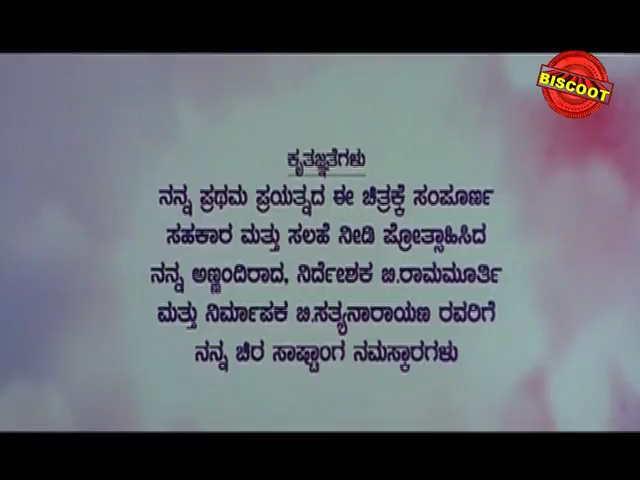 BISCOOT
ಕೃತಜ್ಞತೆಗಳು
ನನ್ನ ಪ್ರಥಮ ಪ್ರಯತ್ನದ ಈ ಚಿತ್ರಕ್ಕೆ ಸಂಪೂರ್ಣ
ಸಹಕಾರ ಮತ್ತು ಸಲಹೆ ನೀಡಿ ಪ್ರೋತ್ಸಾಹಿಸಿದ
ನನ್ನ ಅಣ್ಣಂದಿರಾದ, ನಿರ್ದೇಶಕ ಬಿ.ರಾಮಮೂರ್ತಿ
ಮತ್ತು ನಿರ್ಮಾಪಕ ಬಿ.ಸತ್ಯನಾರಾಯಣ ರವರಿಗೆ
ನನ್ನ ಚಿರ ಸಾಷ್ಟಾಂಗ ನಮಸ್ಕಾರಗಳು